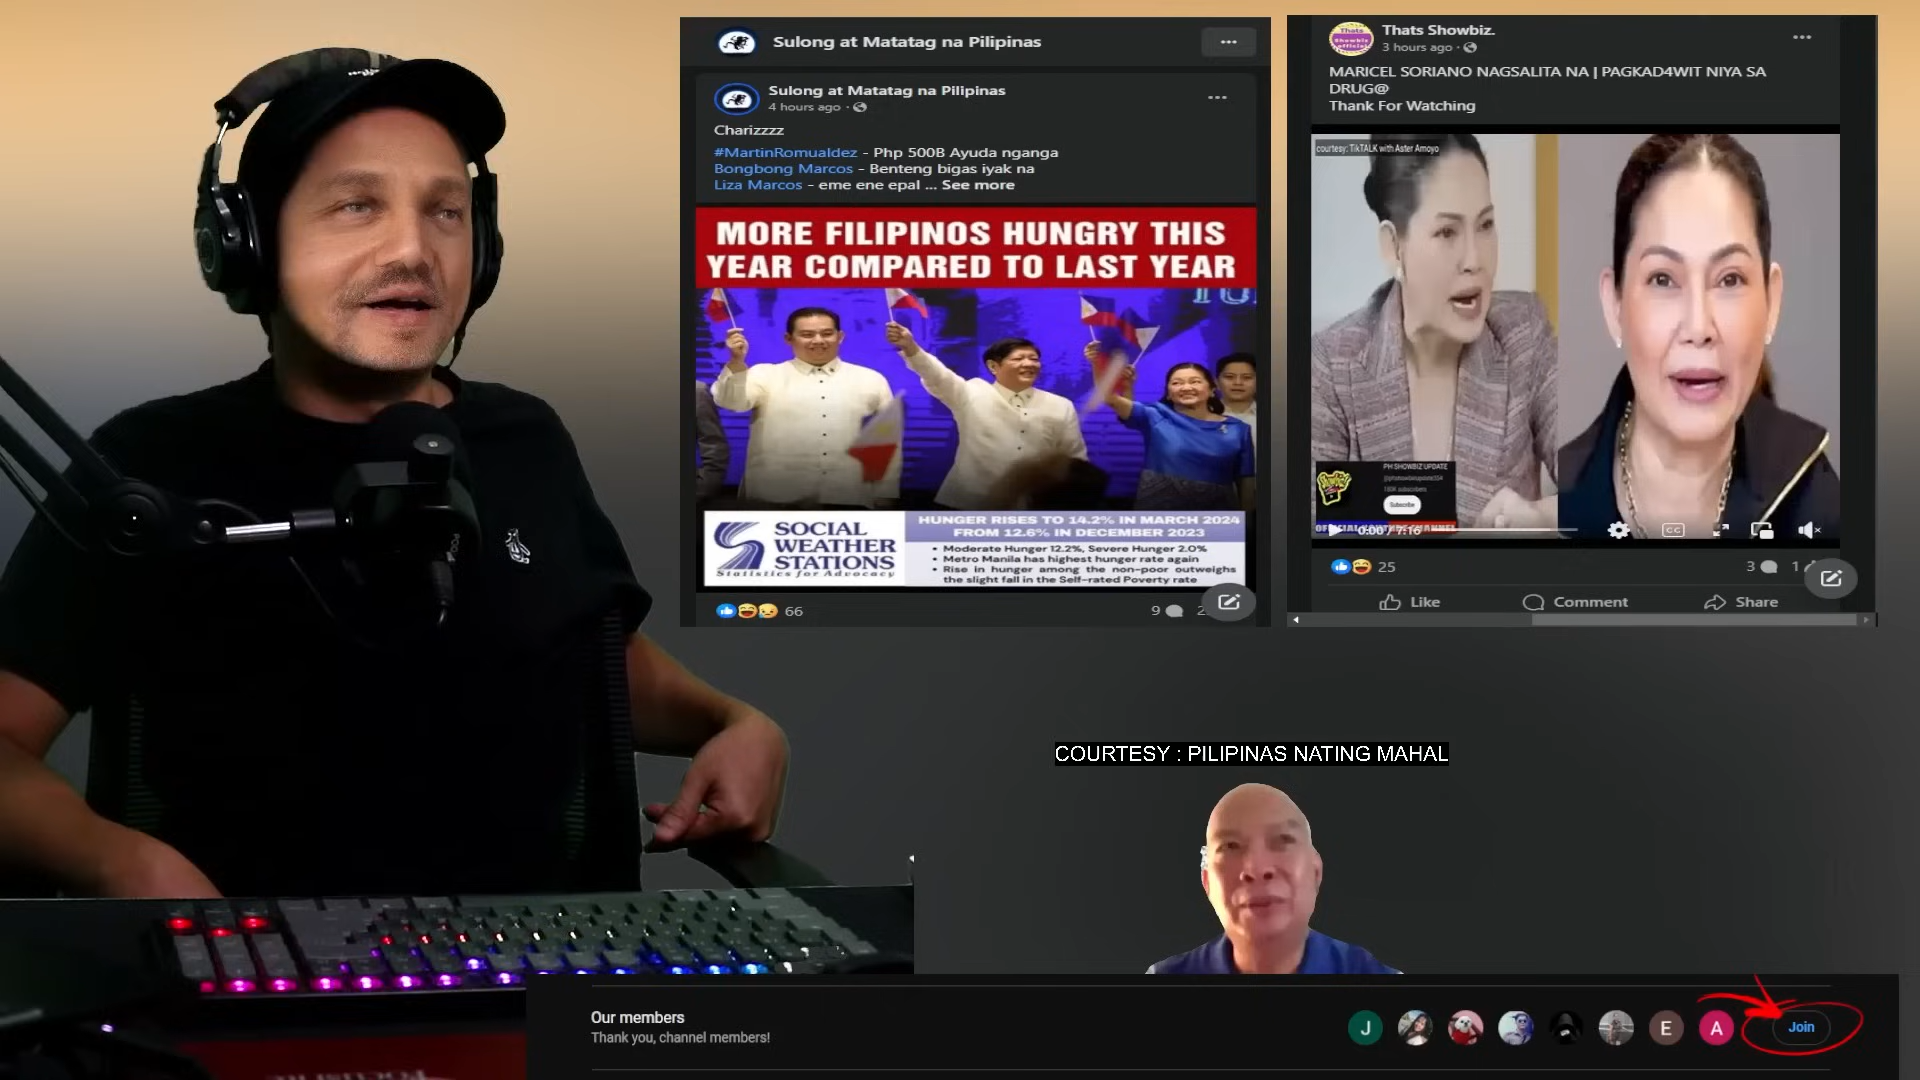 Sulong at Matatag na Pilipinas
Sulong at Matatag na Pilipinas
4 hours ago
Charizzzz
#MartinRomualdez - Php 500B Ayuda nganga
Bongbong Marcos - Benteng bigas iyak na
Liza Marcos - eme ene epal ... See more
MORE FILIPINOS HUNGRY THIS
YEAR COMPARED TO LAST YEAR
SOCIAL
WEATHER
STATIONS
Statistics for Advocacy
HUNGER RISES TO 14.2% IN MARCH 2024
FROM 12.6% IN DECEMBER 2023
• Moderate Hunger 12.2%, Severe Hunger 2.0%
• Metro Manila has highest hunger rate again
• Rise in hunger among the non-poor outweighs
the slight fall in the Self-rated Poverty rate
66
9
Thats Showbiz.
3 hours ago
MARICEL SORIANO NAGSALITA NA | PAGKAD4WIT NIYA SA
DRUG@
Thank For Watching
courtesy: TikTALK with Aster Amoyo
PH SHOWBIZ UPDATE
Subscribe
0:00 / 7:16
CC
25
3
1
Like
Comment
Share
COURTESY : PILIPINAS NATING MAHAL
Our members
Thank you, channel members!
J
E
A
Join